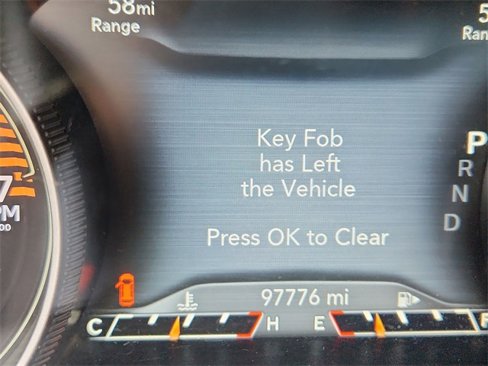 58mi
Range
Key Fob
has Left
the Vehicle
Press OK to Clear
P
R
N
D
97776 mi
C
H
E